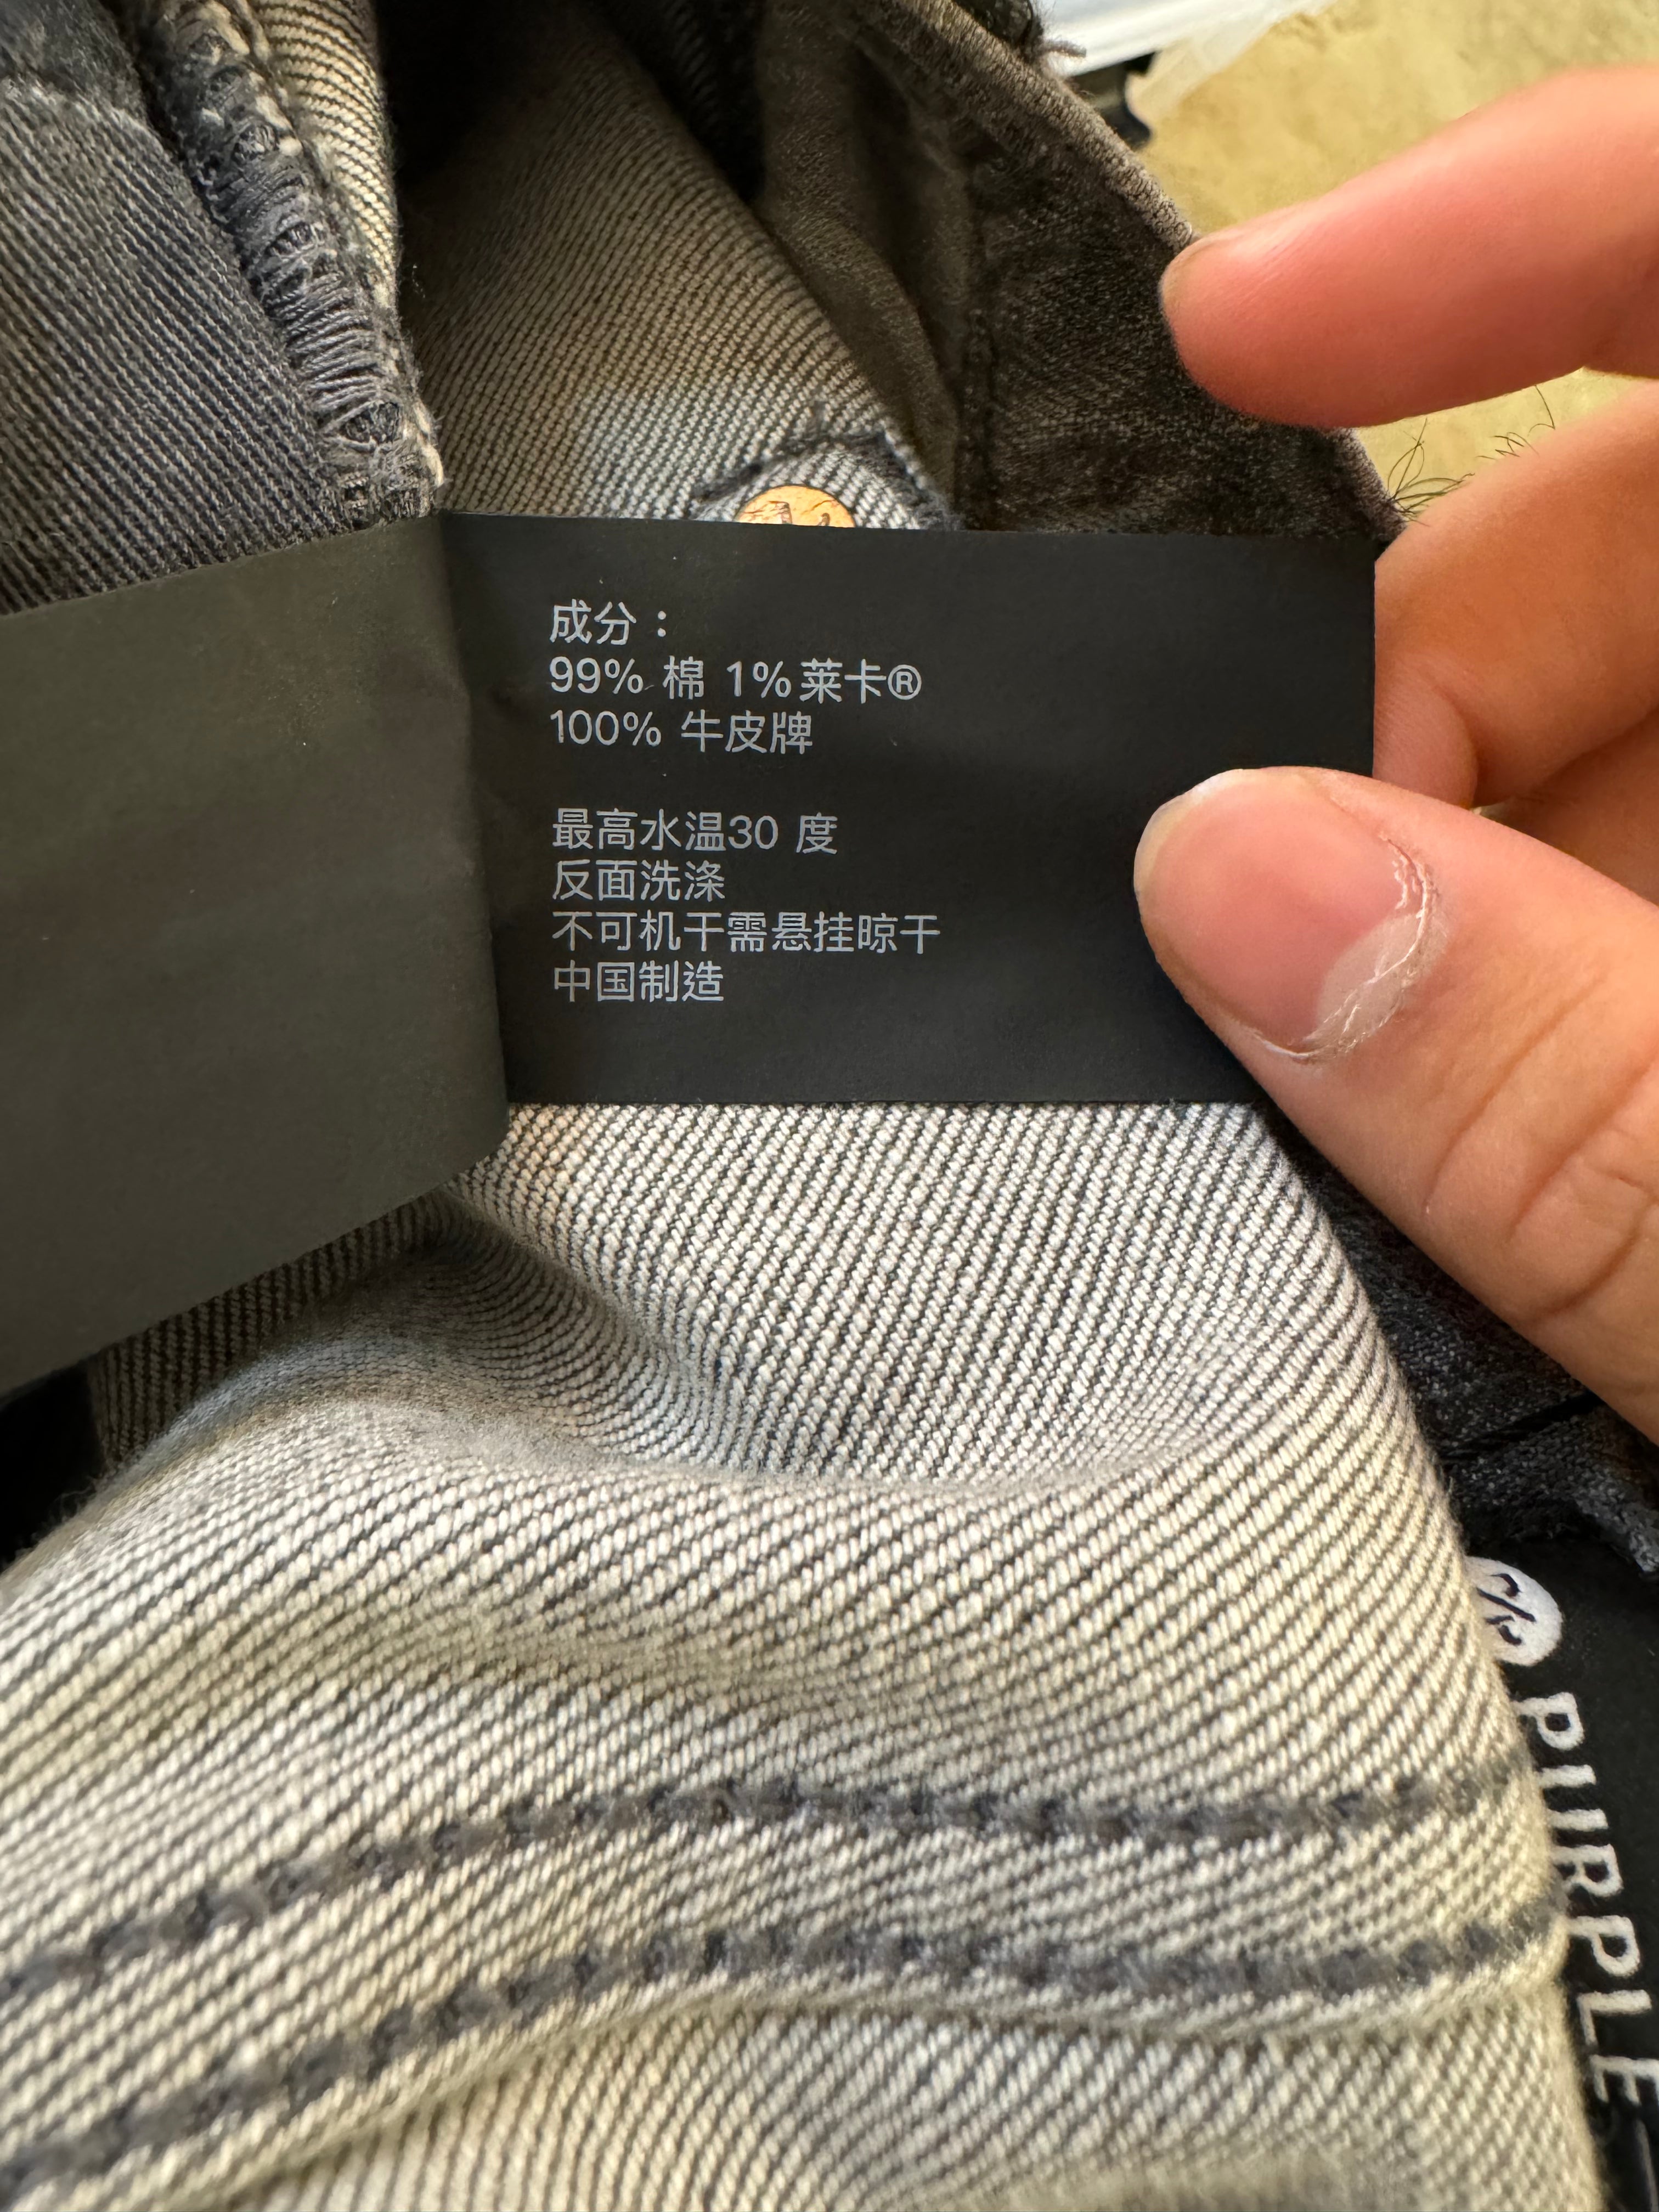 成分：
99% 棉 1%莱卡®
100% 牛皮牌
最高水温30 度
反面洗涤
不可机干需悬挂晾干
中国制造
PURPLE